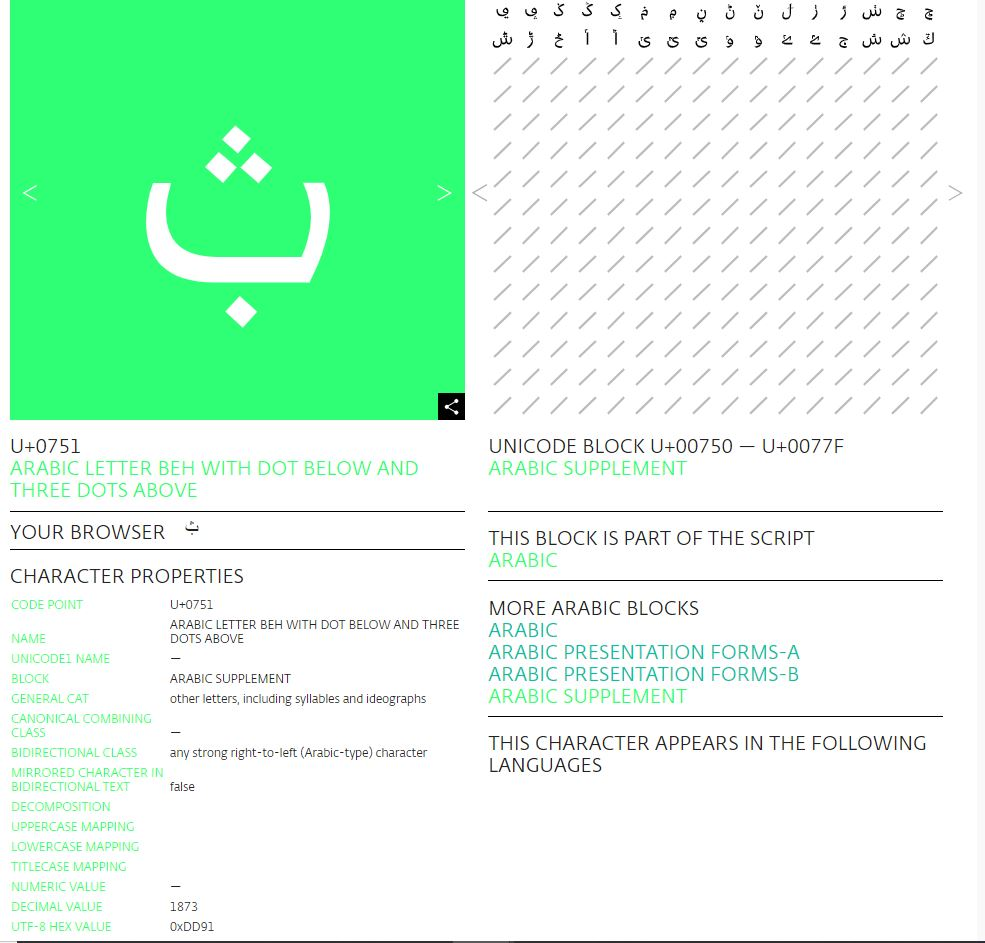 ث
<
>
U+0751
ARABIC LETTER BEH WITH DOT BELOW AND
THREE DOTS ABOVE
YOUR BROWSER ݑ
CHARACTER PROPERTIES
CODE POINT U+0751
NAME ARABIC LETTER BEH WITH DOT BELOW AND THREE
DOTS ABOVE
UNICODE1 NAME —
BLOCK ARABIC SUPPLEMENT
GENERAL CAT other letters, including syllables and ideographs
CANONICAL COMBINING
CLASS —
BIDIRECTIONAL CLASS any strong right-to-left (Arabic-type) character
MIRRORED CHARACTER IN
BIDIRECTIONAL TEXT false
DECOMPOSITION
UPPERCASE MAPPING
LOWERCASE MAPPING
TITLECASE MAPPING
NUMERIC VALUE —
DECIMAL VALUE 1873
UTF-8 HEX VALUE 0xDD91
ݠ ݡ ݢ ݣ ݤ ݥ ݦ ݧ ݨ ݩ ݪ ݫ ݬ ݭ ݮ ݯ
ݰ ݱ ݲ ݳ ݴ ݵ ݶ ݷ ݸ ݹ ݺ ݻ ݼ ݽ ݾ ݿ
<
>
UNICODE BLOCK U+00750 — U+0077F
ARABIC SUPPLEMENT
THIS BLOCK IS PART OF THE SCRIPT
ARABIC
MORE ARABIC BLOCKS
ARABIC
ARABIC PRESENTATION FORMS-A
ARABIC PRESENTATION FORMS-B
ARABIC SUPPLEMENT
THIS CHARACTER APPEARS IN THE FOLLOWING
LANGUAGES